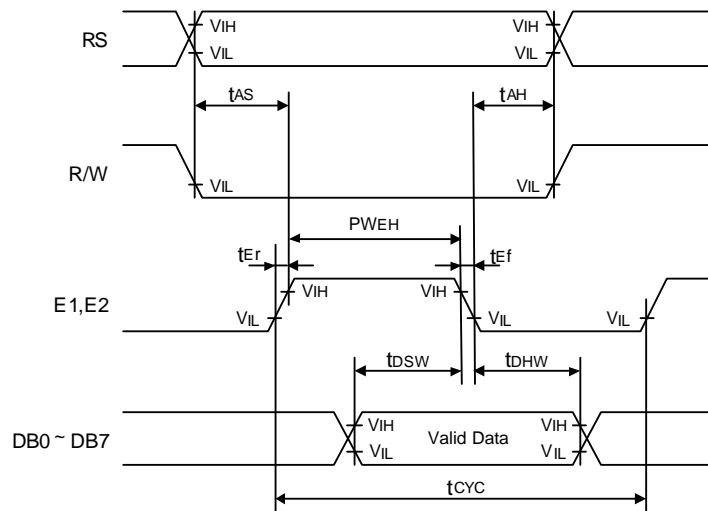 RS
VIH
VIL
VIH
VIL
tAS
tAH
R/W
VIL
VIL
PWEH
tEr
tEf
E1,E2
VIH
VIH
VIL
VIL
VIL
tDSW
tDHW
DB0 ~ DB7
VIH
VIL
Valid Data
VIH
VIL
tCYC